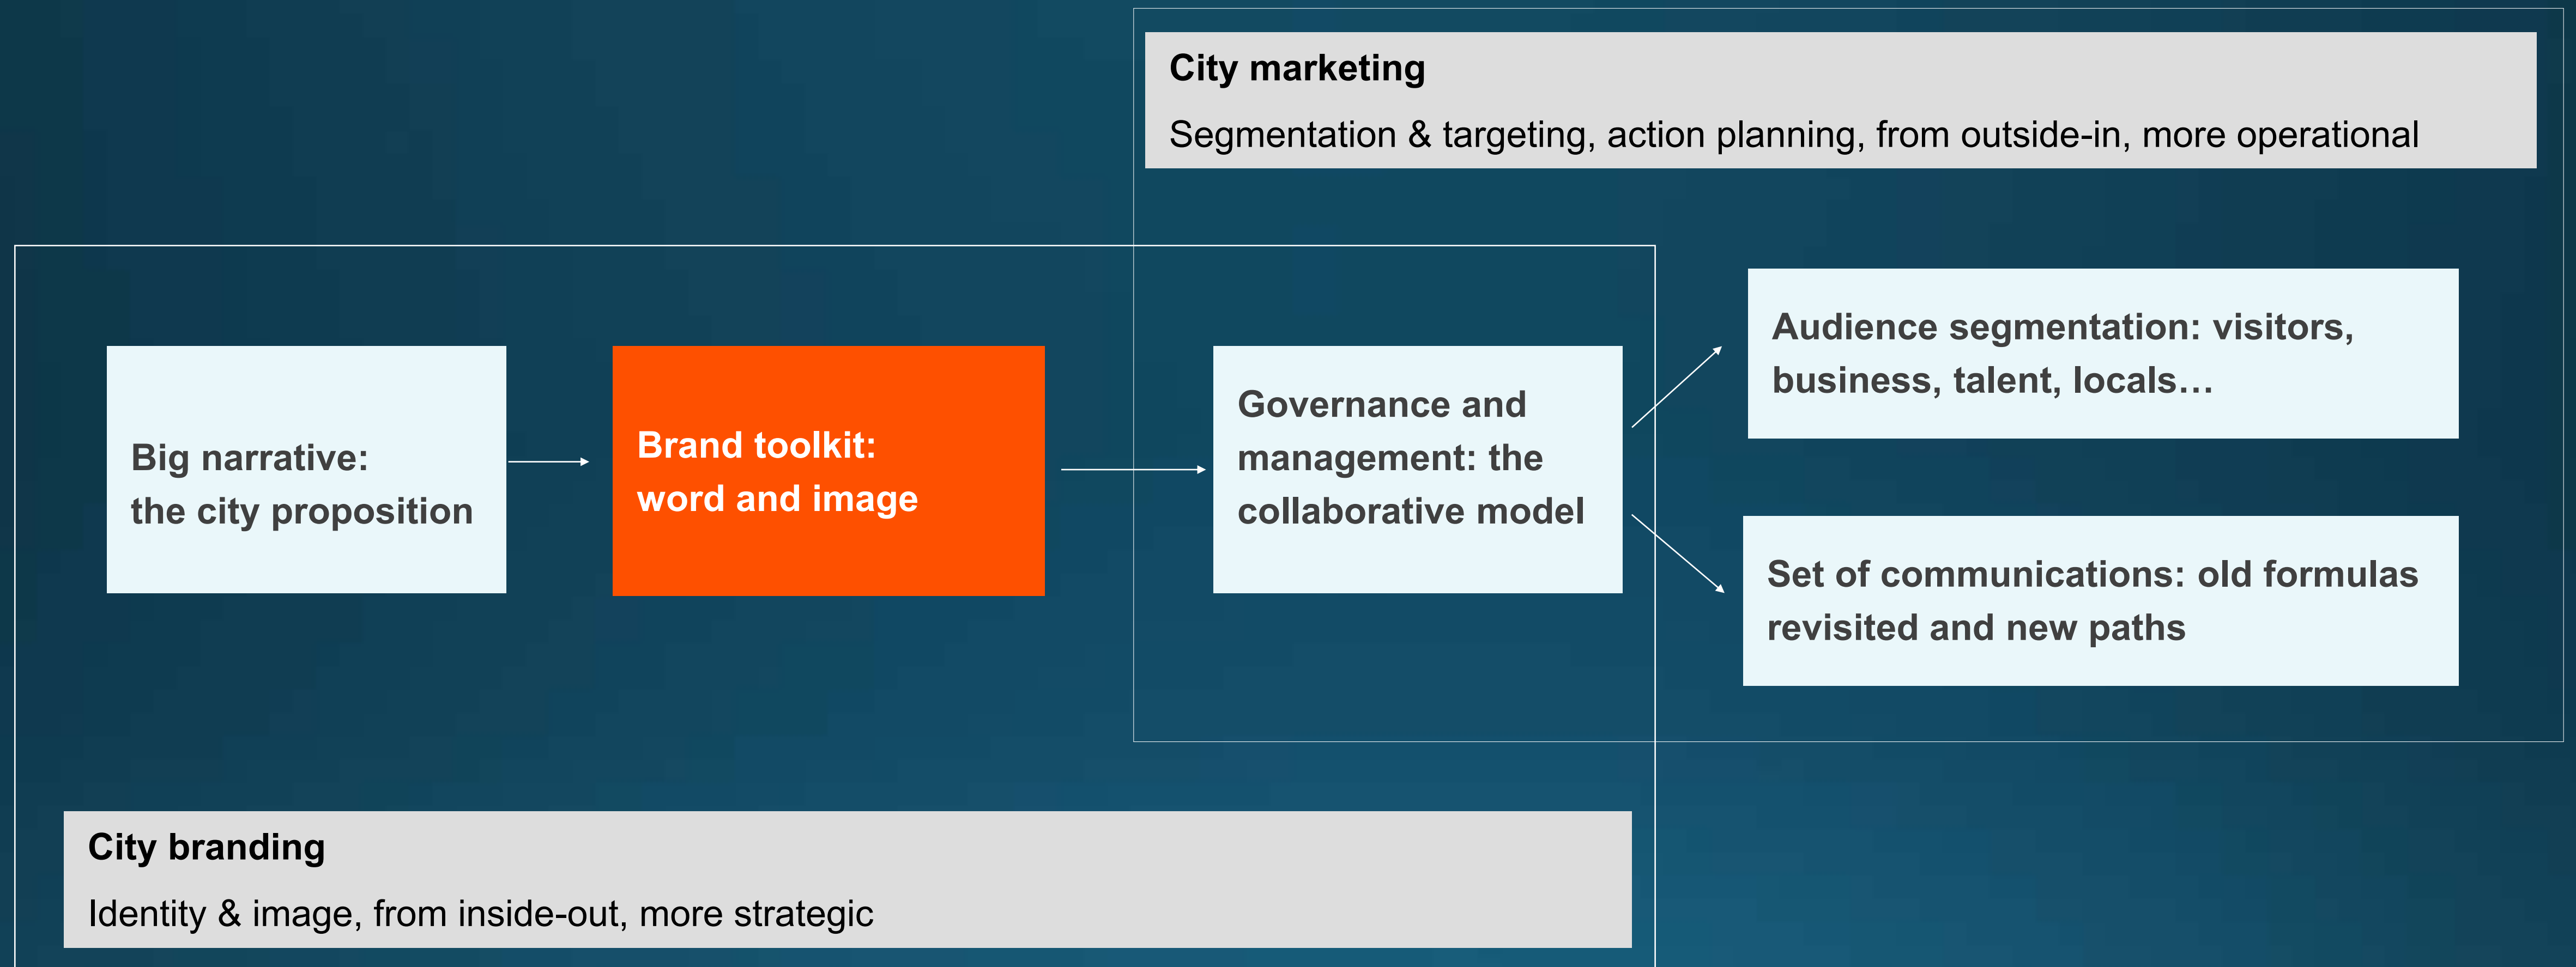 City marketing
Segmentation & targeting, action planning, from outside-in, more operational
Big narrative:
the city proposition
Brand toolkit:
word and image
Governance and
management: the
collaborative model
Audience segmentation: visitors,
business, talent, locals…
Set of communications: old formulas
revisited and new paths
City branding
Identity & image, from inside-out, more strategic